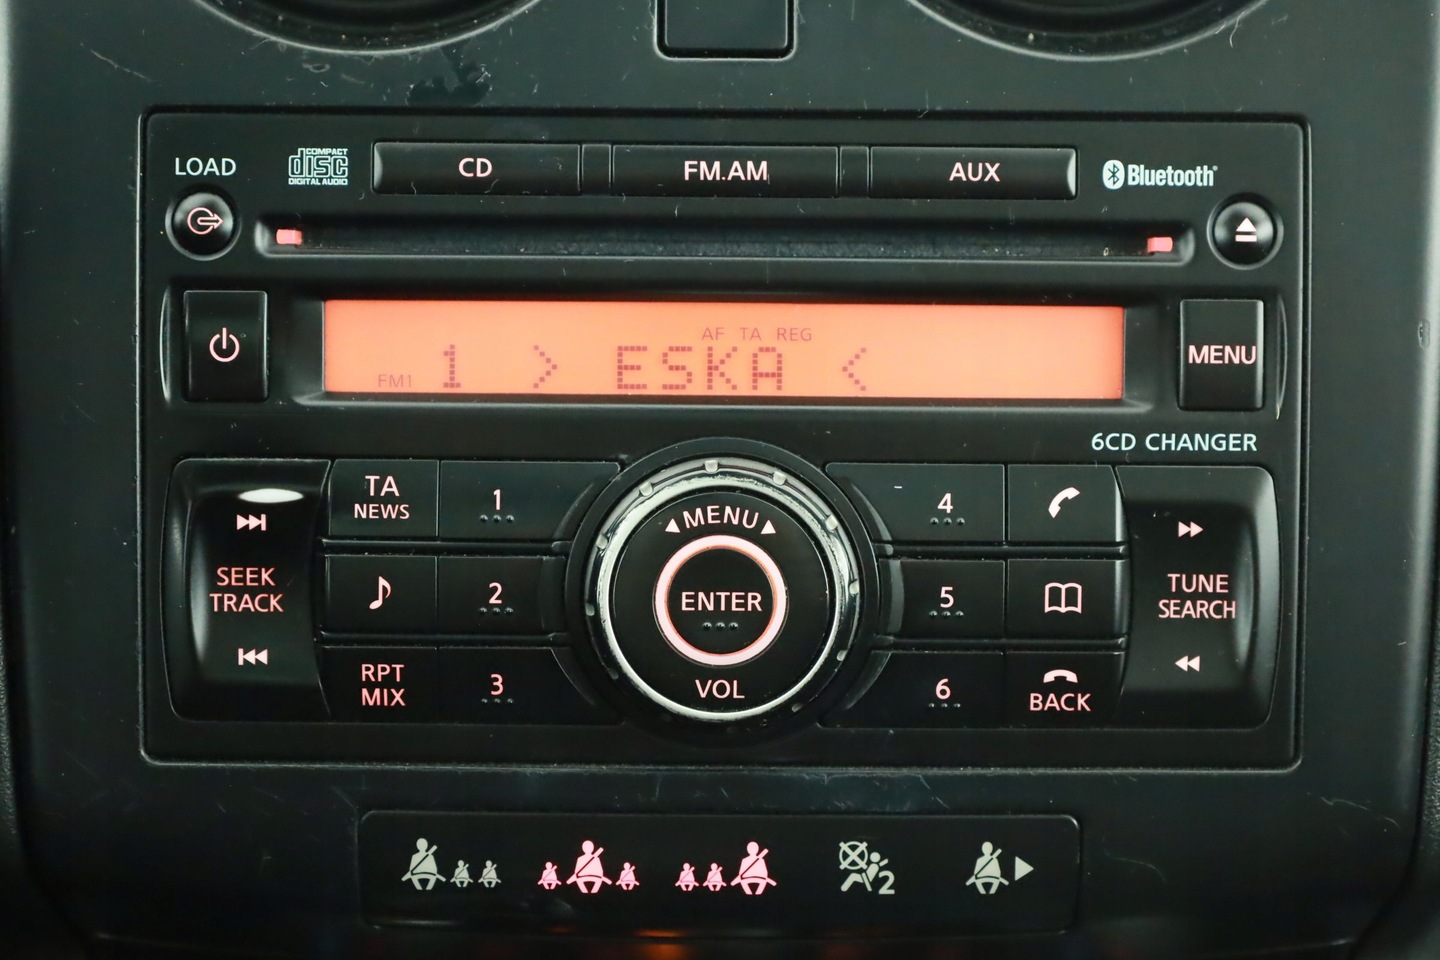 LOAD
COMPACT
disc
DIGITAL AUDIO
CD
FM.AM
AUX
Bluetooth®
AF TA REG
FM1 1 > ESKA <
MENU
6CD CHANGER
SEEK
TRACK
TA
NEWS
1
2
RPT
MIX
3
MENU
ENTER
VOL
4
5
6
BACK
TUNE
SEARCH
2